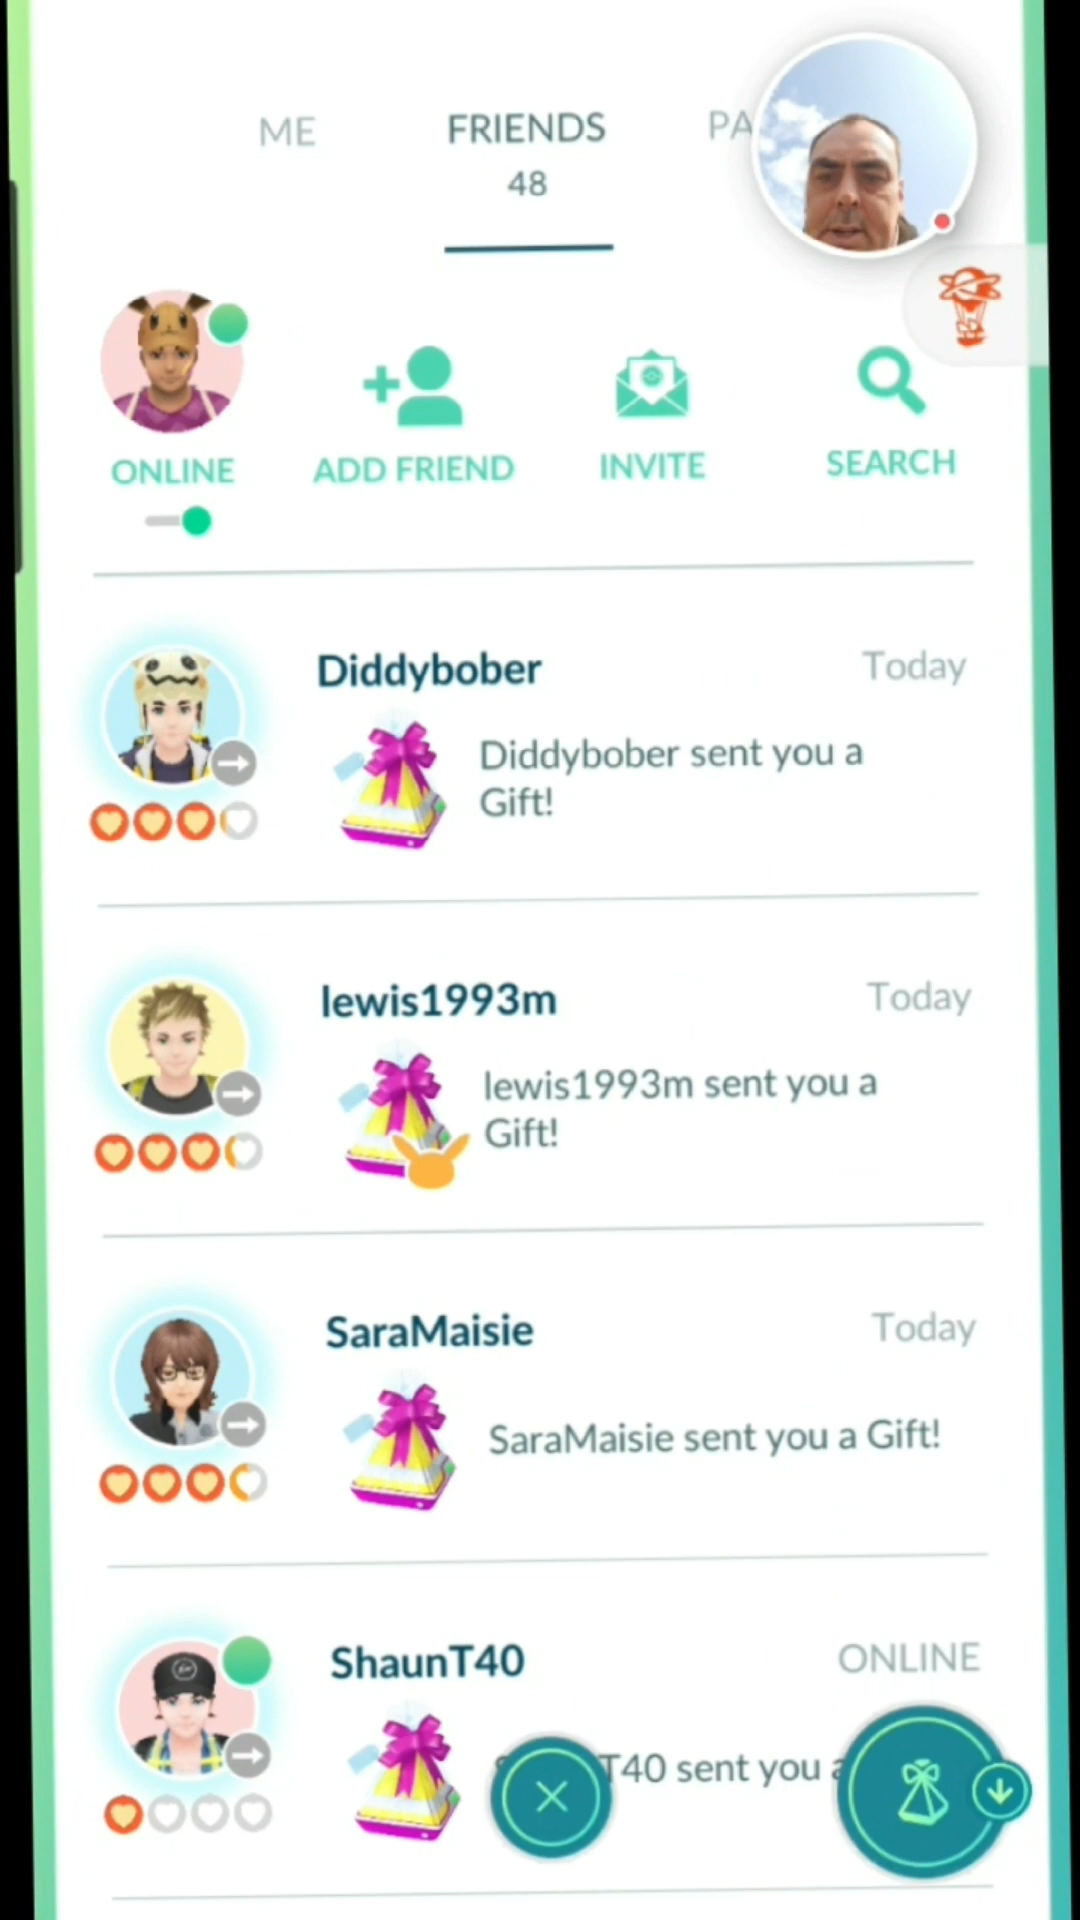 ME
FRIENDS
PA
48
ONLINE
ADD FRIEND
INVITE
SEARCH
Diddybober
Today
Diddybober sent you a
Gift!
lewis1993m
Today
lewis1993m sent you a
Gift!
SaraMaisie
Today
SaraMaisie sent you a Gift!
ShaunT40
ONLINE
T40 sent you a